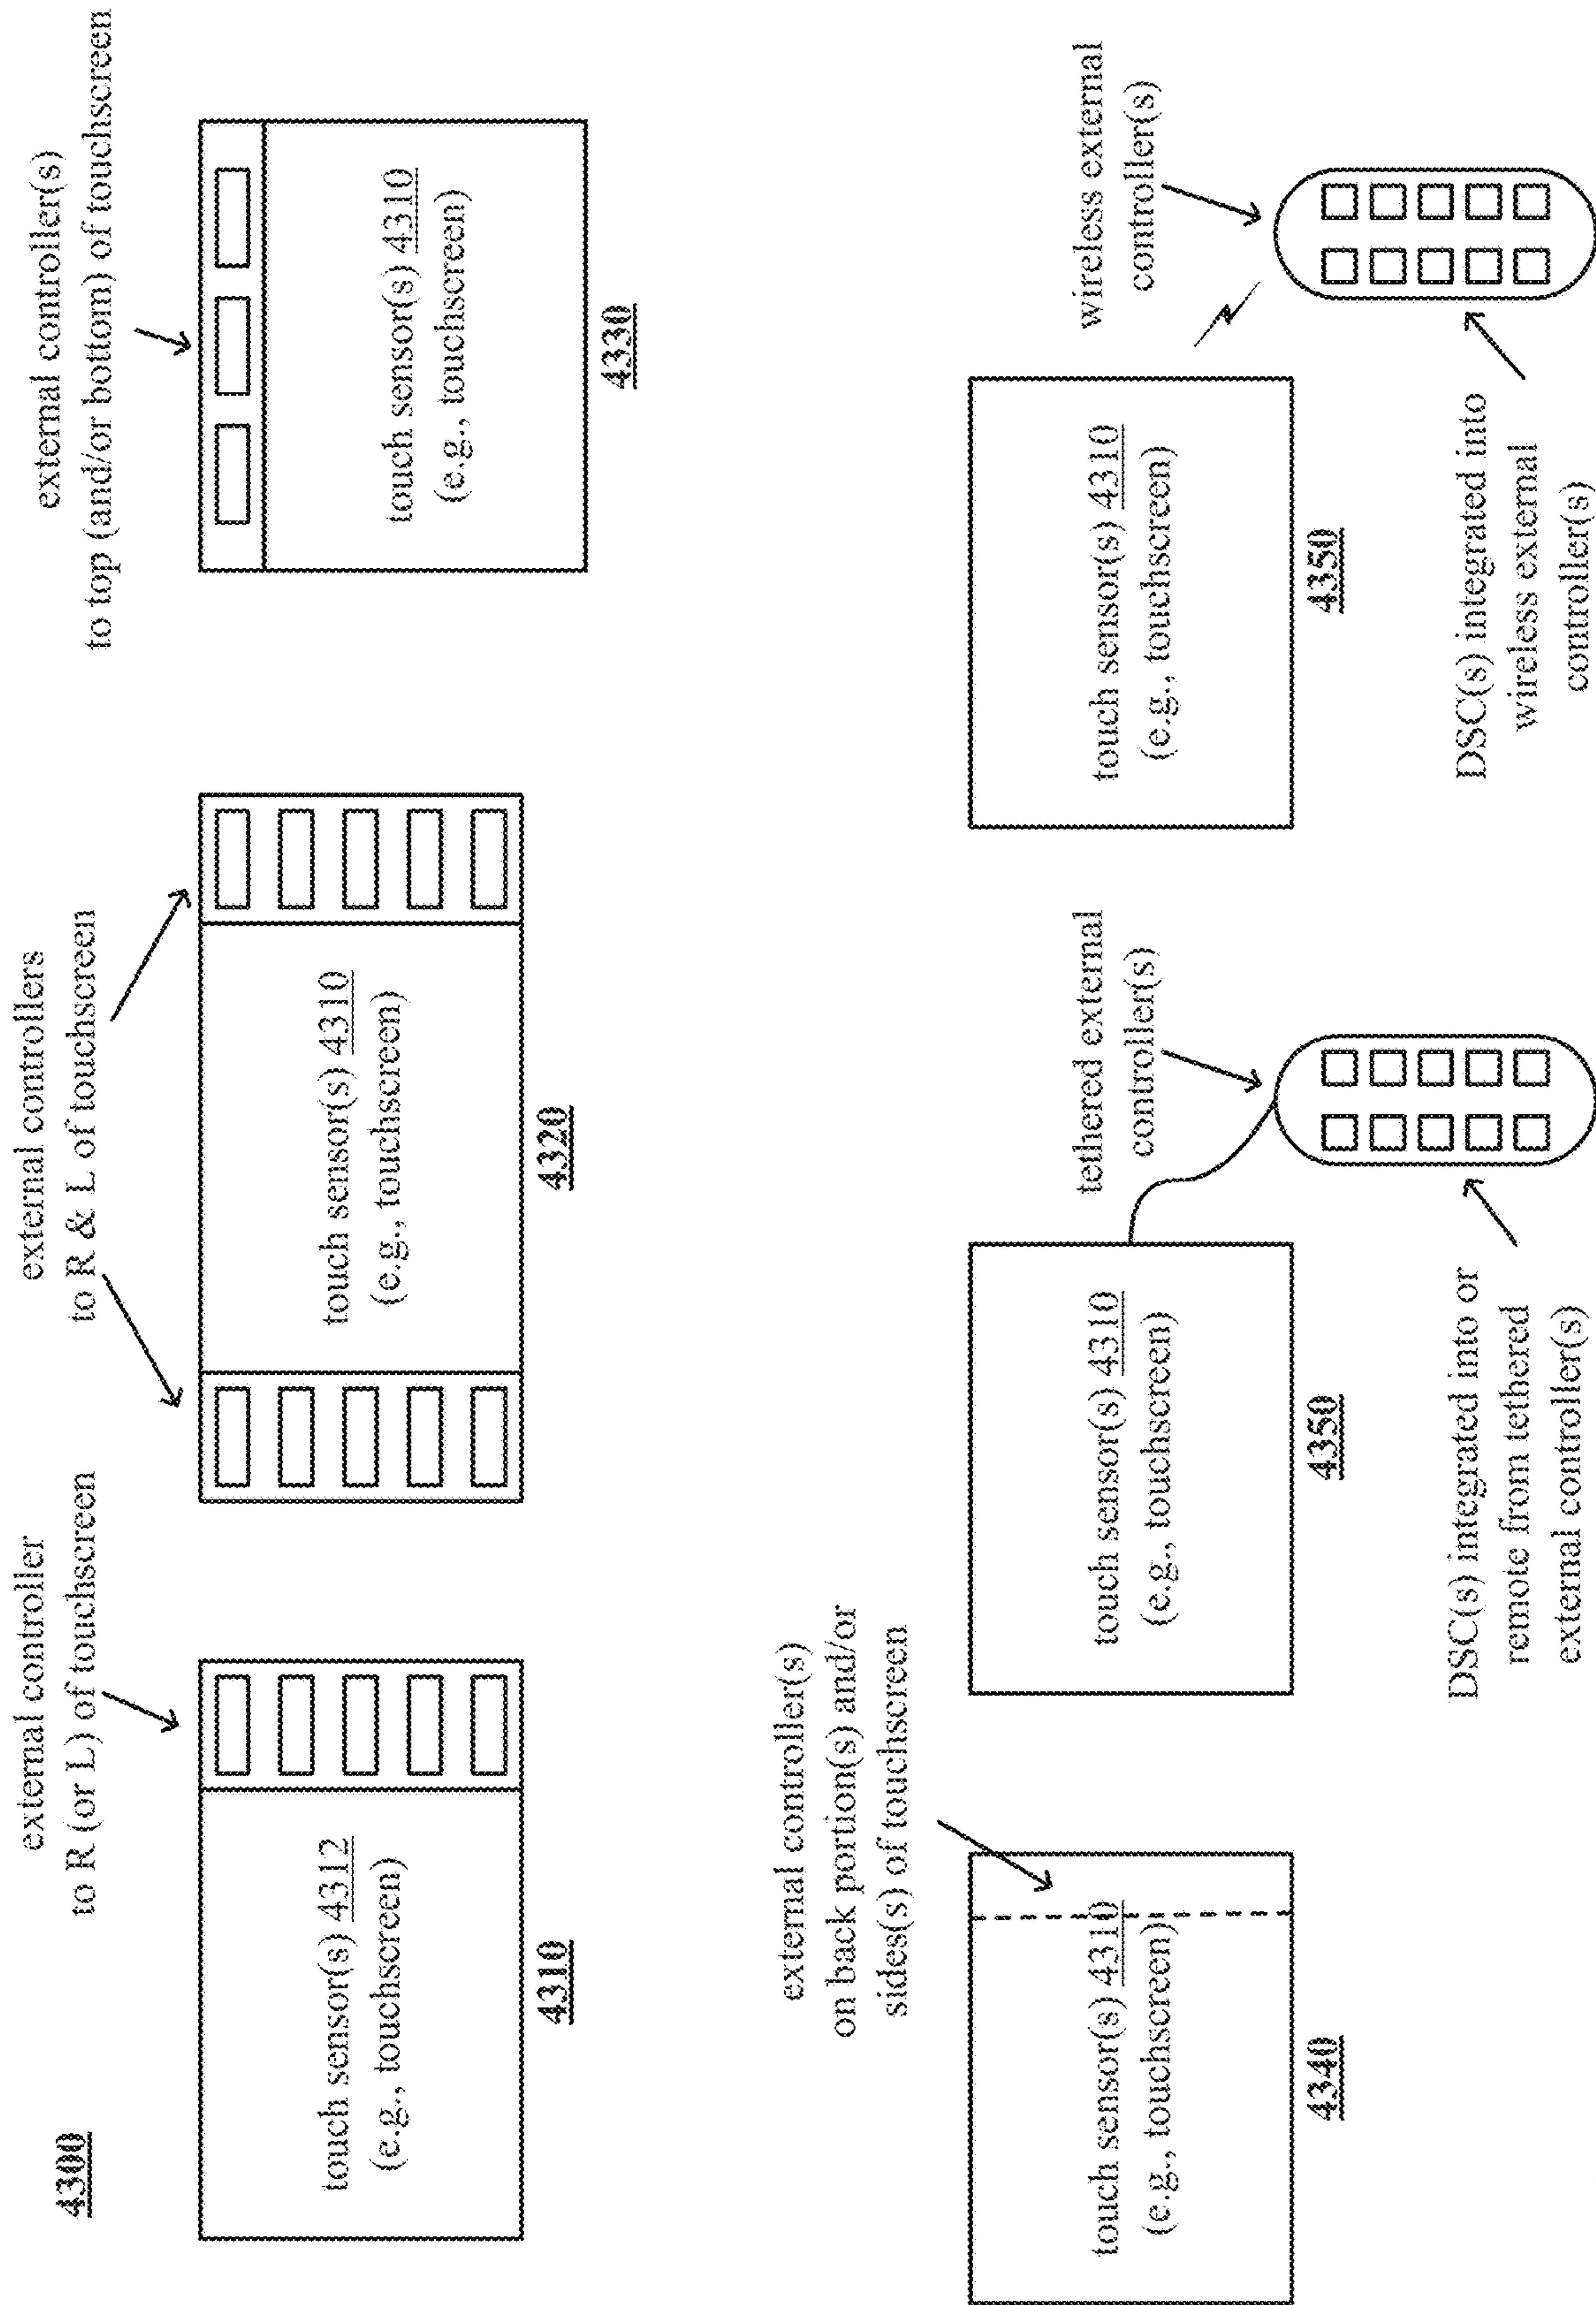 4300
external controller
to R (or L) of touchscreen
touch sensor(s) 4312
(e.g., touchscreen)
4310
external controllers
to R & L of touchscreen
touch sensor(s) 4310
(e.g., touchscreen)
4320
external controller(s)
to top (and/or bottom) of touchscreen
touch sensor(s) 4310
(e.g., touchscreen)
4330
external controller(s)
on back portion(s) and/or
sides(s) of touchscreen
touch sensor(s) 4310
(e.g., touchscreen)
4340
tethered external
controller(s)
touch sensor(s) 4310
(e.g., touchscreen)
4350
DSC(s) integrated into or
remote from tethered
external controller(s)
wireless external
controller(s)
touch sensor(s) 4310
(e.g., touchscreen)
4350
DSC(s) integrated into
wireless external
controller(s)